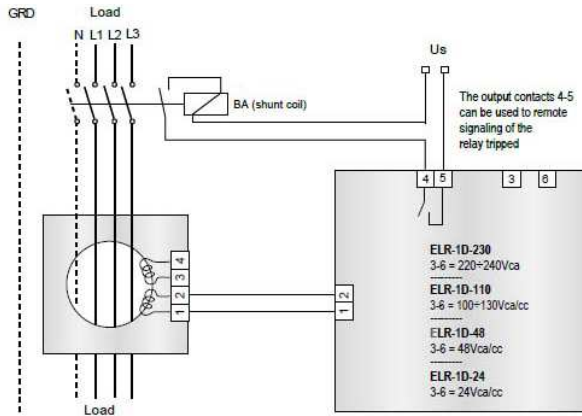 GRD
Load
N L1 L2 L3
Us
BA (shunt coil)
The output contacts 4-5
can be used to remote
signaling of the
relay tripped
4 5 3 6
ELR-1D-230
3-6 = 220÷240Vca
----------
ELR-1D-110
3-6 = 100÷130Vca/cc
----------
ELR-1D-48
3-6 = 48Vca/cc
----------
ELR-1D-24
3-6 = 24Vca/cc
4
3
2
1
2
1
Load